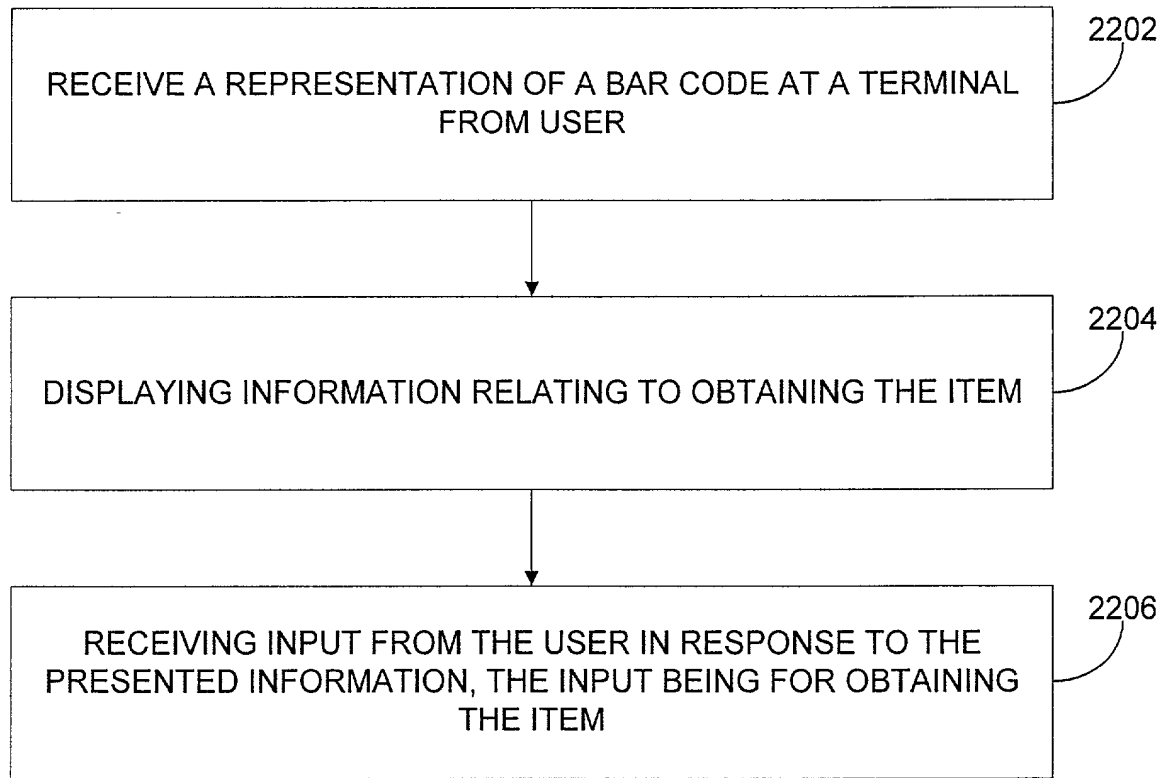 2202
RECEIVE A REPRESENTATION OF A BAR CODE AT A TERMINAL
FROM USER
2204
DISPLAYING INFORMATION RELATING TO OBTAINING THE ITEM
2206
RECEIVING INPUT FROM THE USER IN RESPONSE TO THE
PRESENTED INFORMATION, THE INPUT BEING FOR OBTAINING
THE ITEM